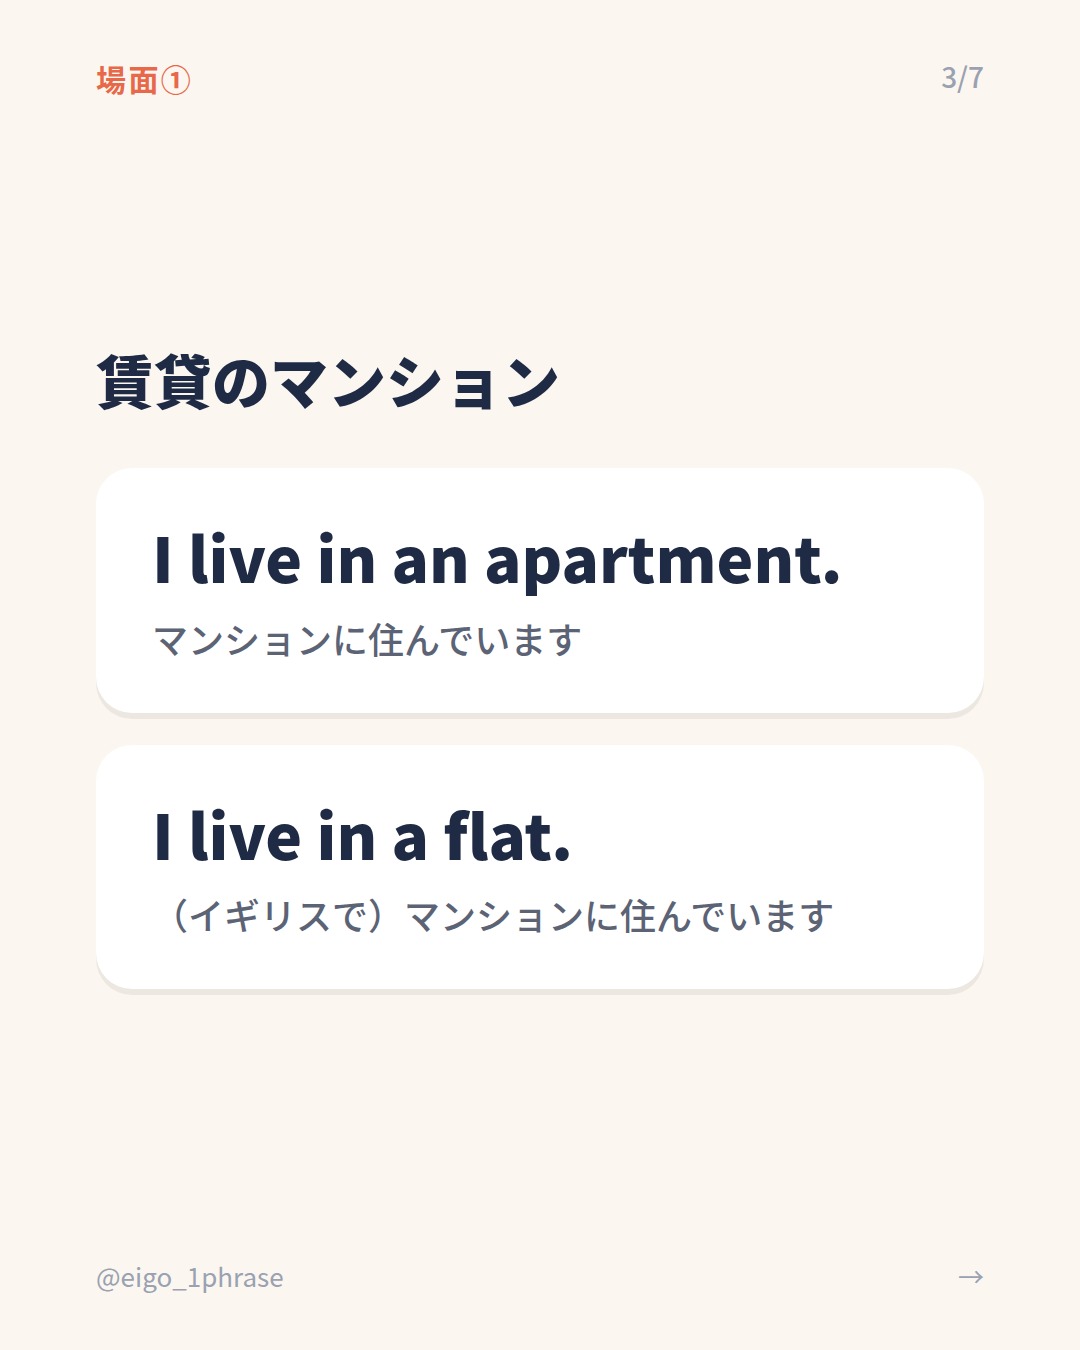 場面①
3/7
賃貸のマンション
I live in an apartment.
マンションに住んでいます
I live in a flat.
（イギリスで）マンションに住んでいます
@eigo_1phrase
→